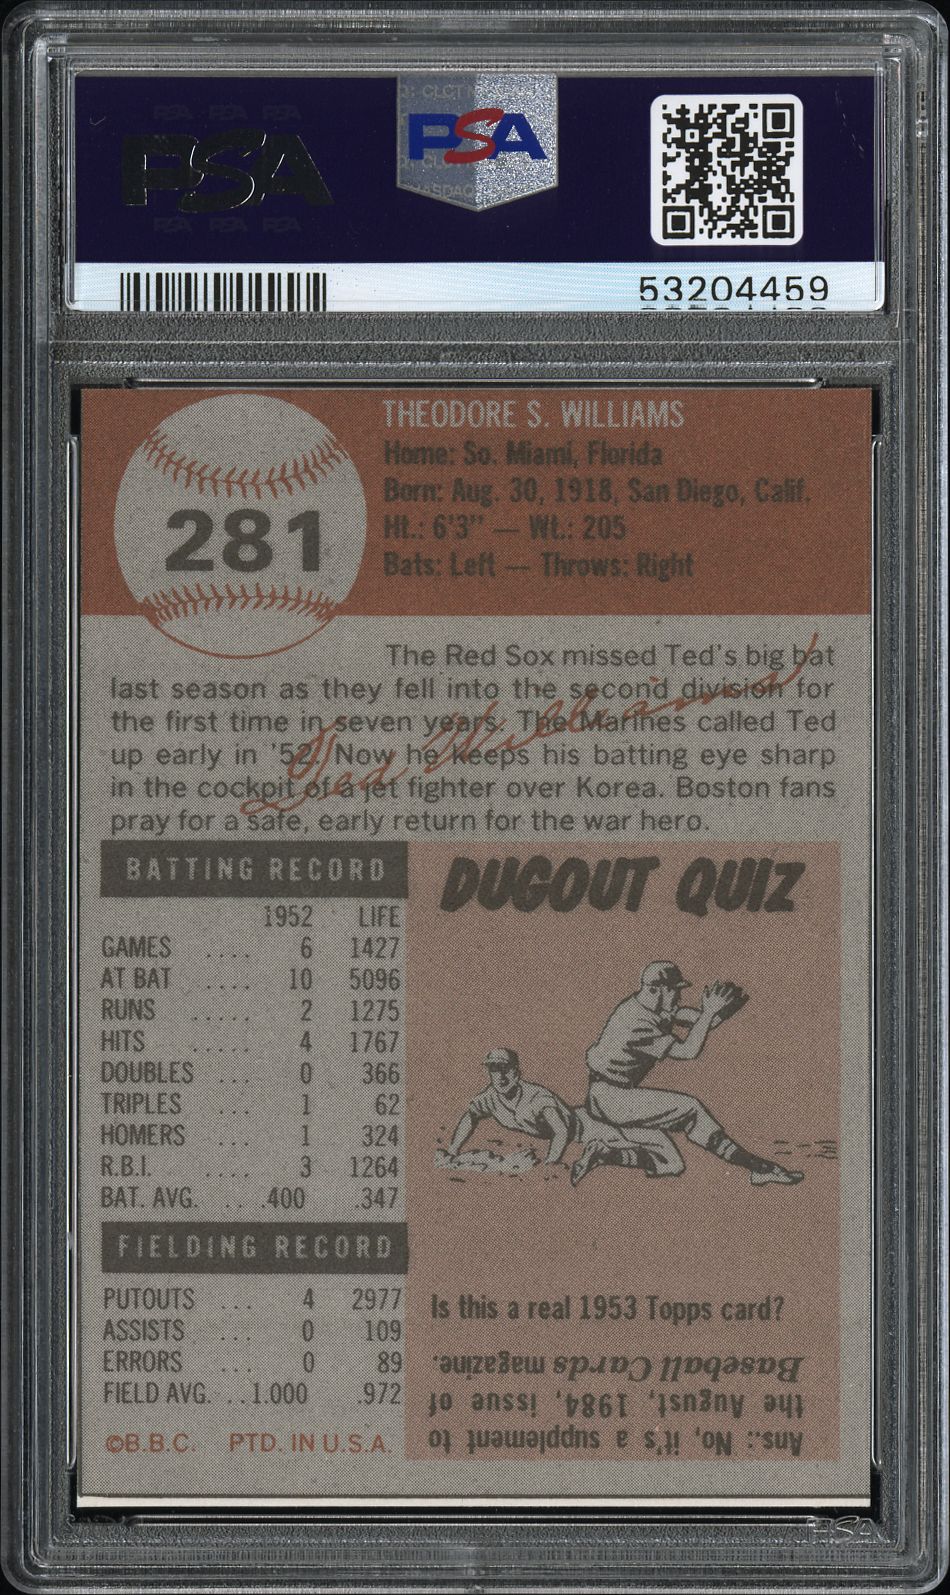 PSA
PSA
53204459
281
THEODORE S. WILLIAMS
Home: So. Miami, Florida
Born: Aug. 30, 1918, San Diego, Calif.
Ht.: 6'3" — Wt.: 205
Bats: Left — Throws: Right
The Red Sox missed Ted's big bat
last season as they fell into the second division for
the first time in seven years. The Marines called Ted
up early in '52. Now he keeps his batting eye sharp
in the cockpit of a jet fighter over Korea. Boston fans
pray for a safe, early return for the war hero.
Ted Williams
BATTING RECORD
1952 LIFE
GAMES .... 6 1427
AT BAT .... 10 5096
RUNS ..... 2 1275
HITS ..... 4 1767
DOUBLES ... 0 366
TRIPLES ... 1 62
HOMERS ... 1 324
R.B.I. .... 3 1264
BAT. AVG. ... .400 .347
FIELDING RECORD
PUTOUTS ... 4 2977
ASSISTS ... 0 109
ERRORS ... 0 89
FIELD AVG. .. 1.000 .972
©B.B.C. PTD. IN U.S.A.
DUGOUT QUIZ
Is this a real 1953 Topps card?
Ans.: No, it's a supplement to
the August, 1984, issue of
Baseball Cards magazine.